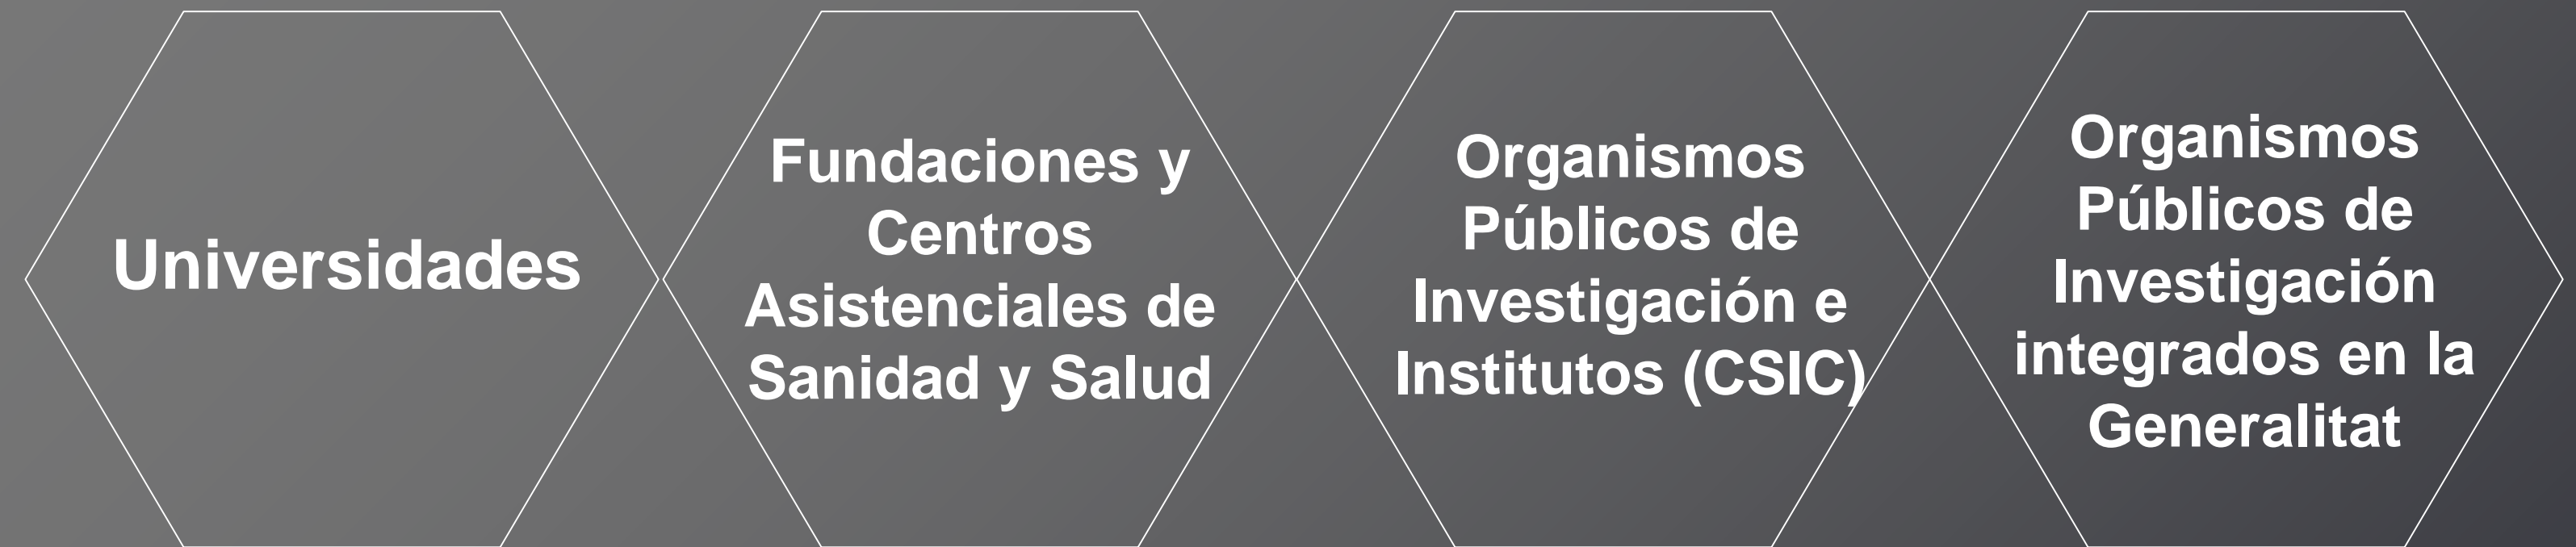 Universidades
Fundaciones y
Centros
Asistenciales de
Sanidad y Salud
Organismos
Públicos de
Investigación e
Institutos (CSIC)
Organismos
Públicos de
Investigación
integrados en la
Generalitat